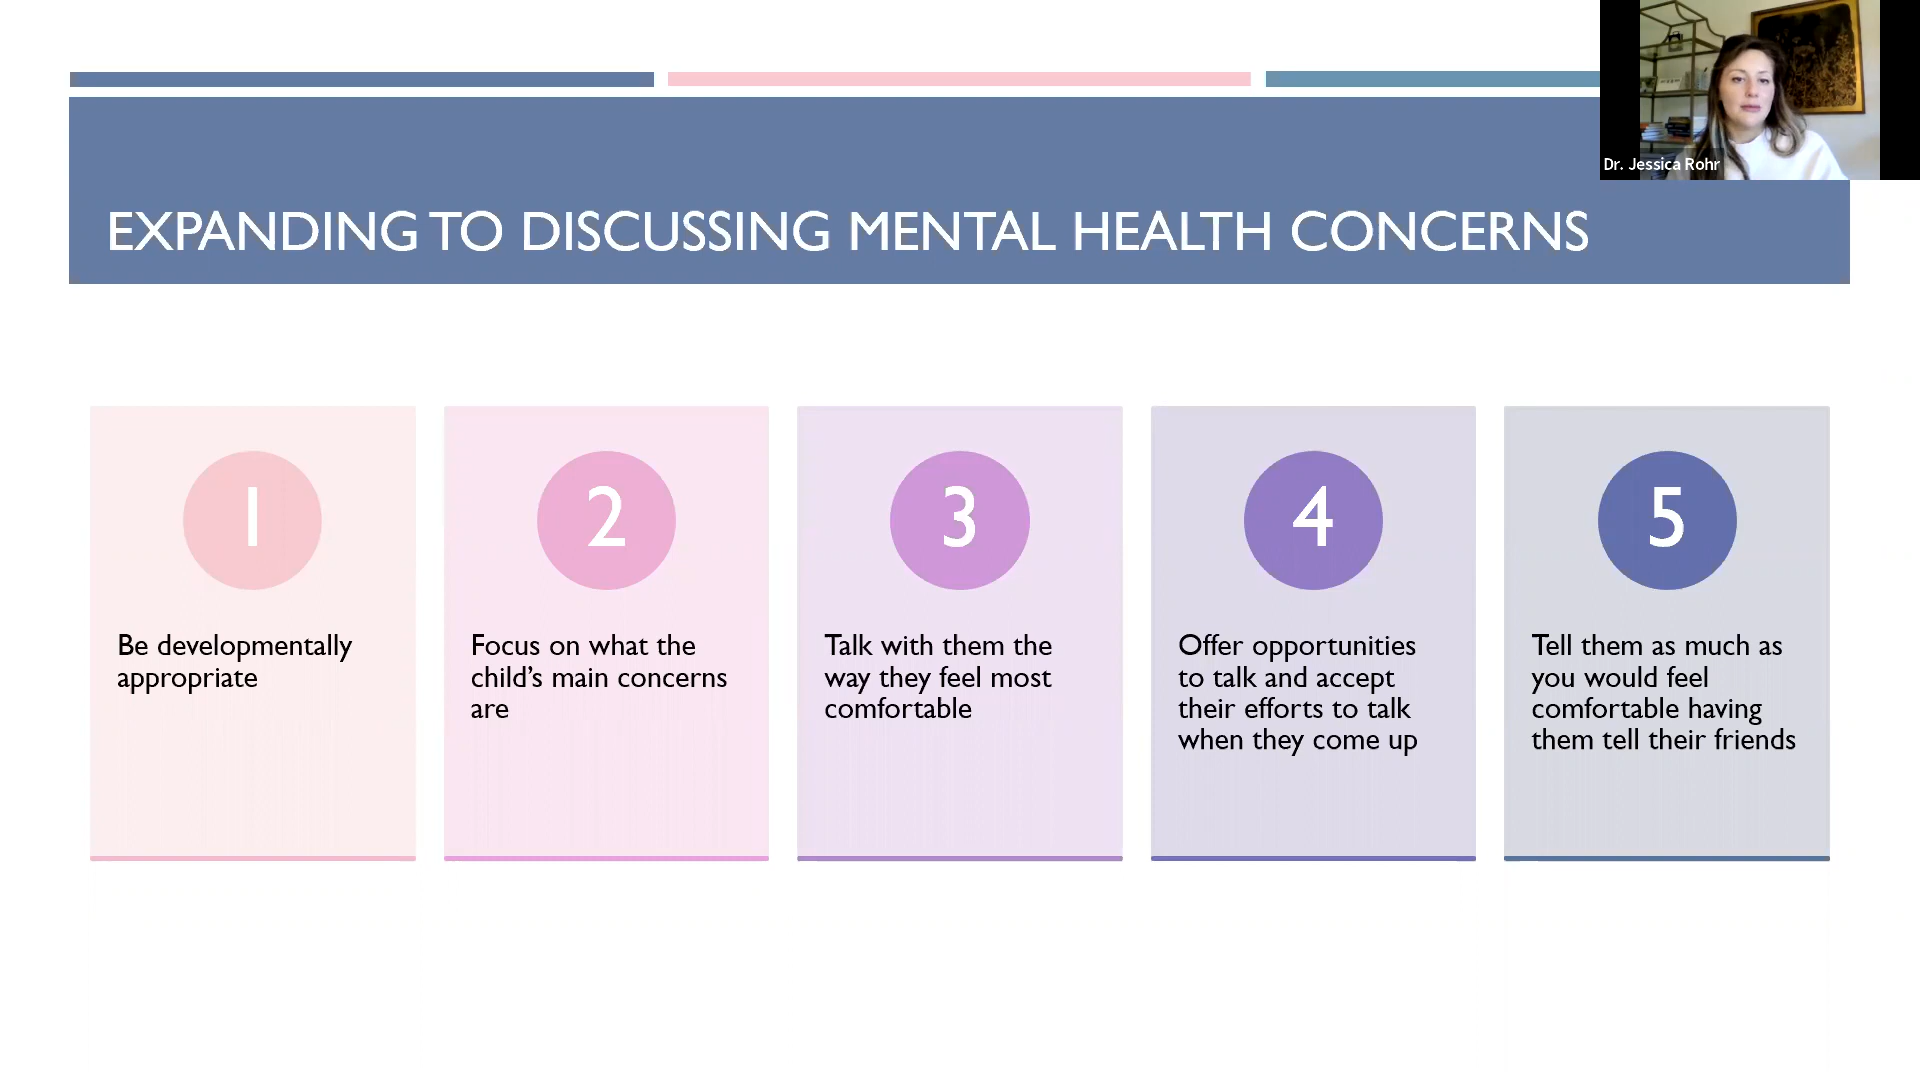 Dr. Jessica Rohr
EXPANDING TO DISCUSSING MENTAL HEALTH CONCERNS
1
Be developmentally
appropriate
2
Focus on what the
child’s main concerns
are
3
Talk with them the
way they feel most
comfortable
4
Offer opportunities
to talk and accept
their efforts to talk
when they come up
5
Tell them as much as
you would feel
comfortable having
them tell their friends